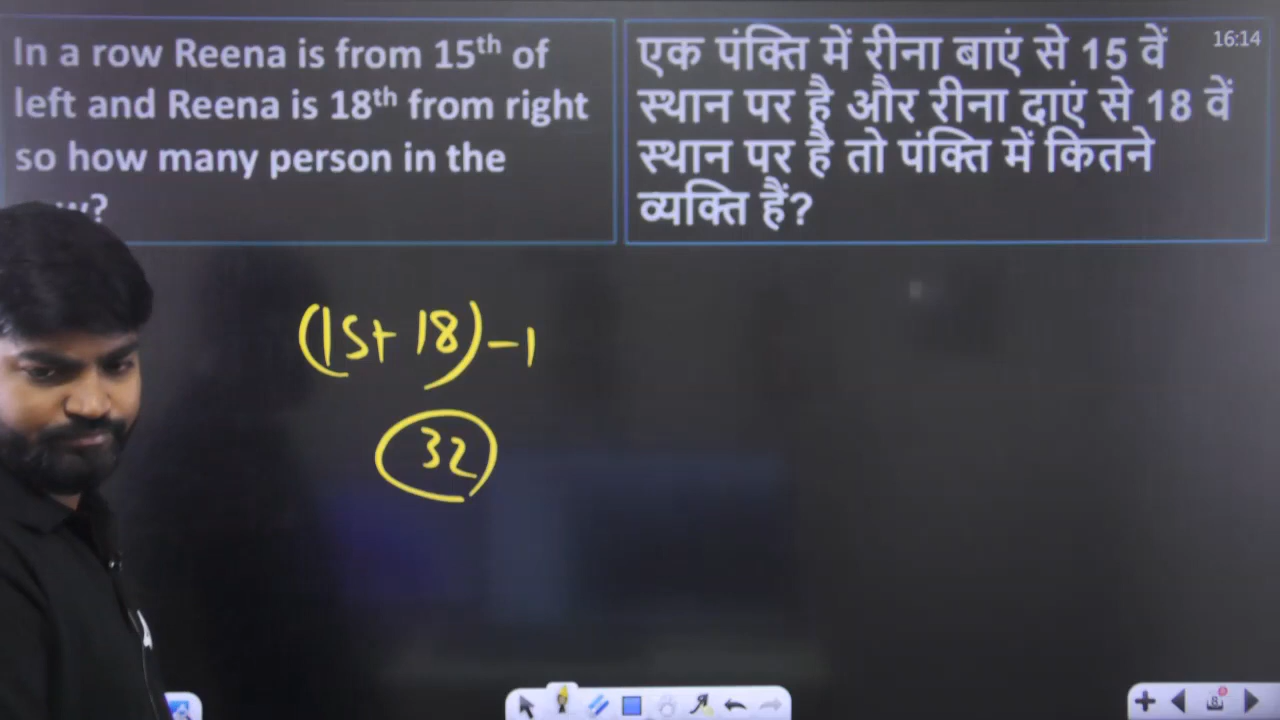 In a row Reena is from 15th of
left and Reena is 18th from right
so how many person in the
?
एक पंक्ति में रीना बाएं से 15 वें
स्थान पर है और रीना दाएं से 18 वें
स्थान पर है तो पंक्ति में कितने
व्यक्ति हैं?
16:14
(15+ 18) - 1
32
8